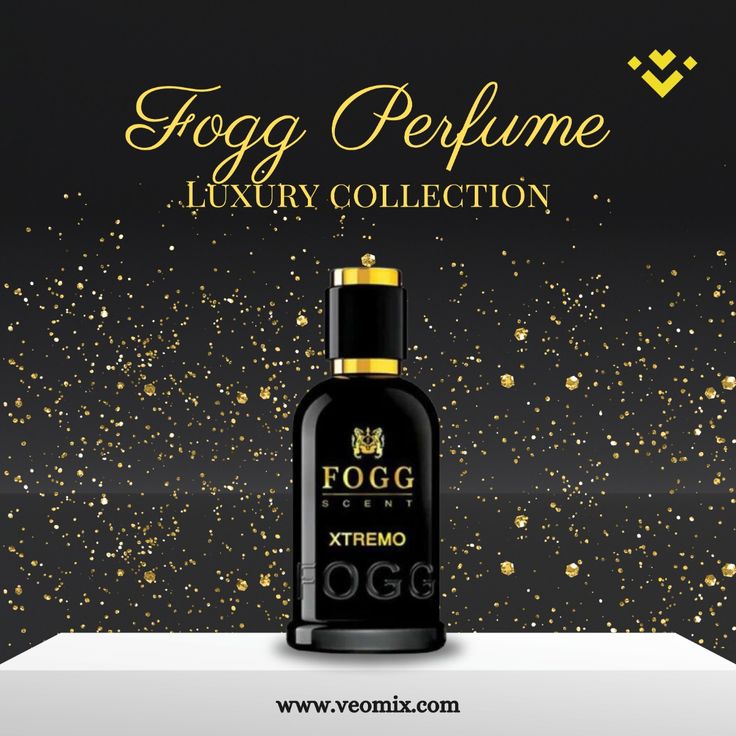 Fogg Perfume
Luxury collection
FOGG
SCENT
XTREMO
FOGG
www.veomix.com